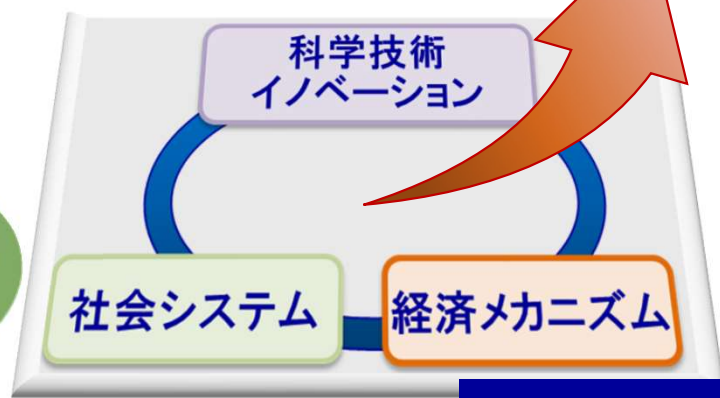 科学技術
イノベーション
社会システム
経済メカニズム